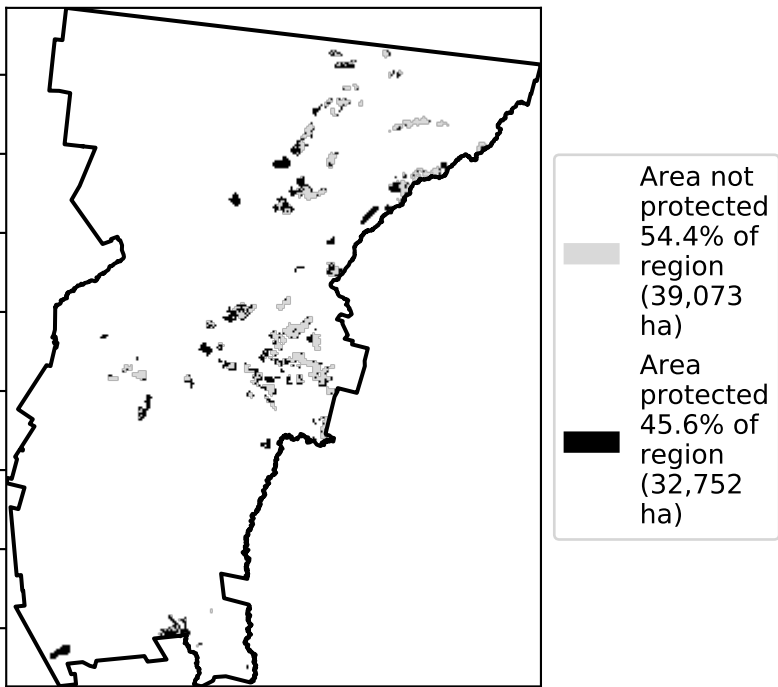 Area not
protected
54.4% of
region
(39,073
ha)
Area
protected
45.6% of
region
(32,752
ha)